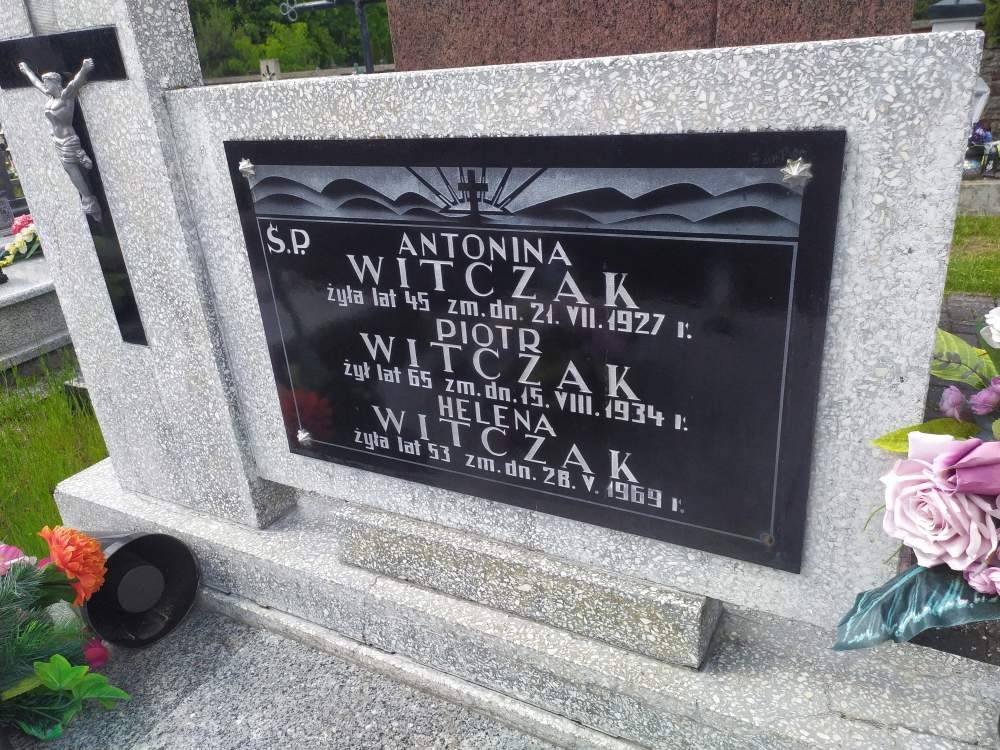 Ś.P.
ANTONINA
WITCZAK
żyła lat 45 zm. dn. 21. VII. 1927 r.
PIOTR
WITCZAK
żył lat 65 zm. dn. 15. VIII. 1934 r.
HELENA
WITCZAK
żyła lat 53 zm. dn. 28. V. 1969 r.